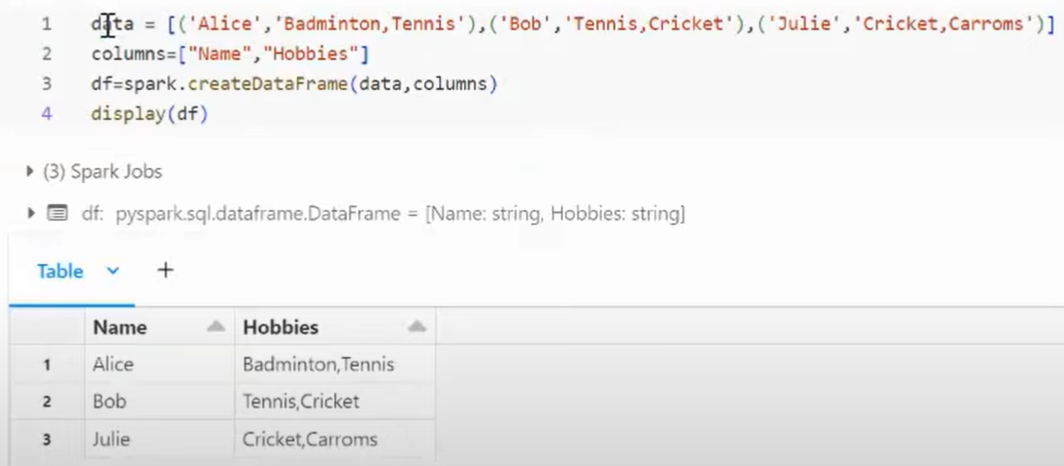 1 data = [('Alice','Badminton,Tennis'),('Bob','Tennis,Cricket'),('Julie','Cricket,Carroms')]
2 columns=["Name","Hobbies"]
3 df=spark.createDataFrame(data,columns)
4 display(df)
(3) Spark Jobs
df: pyspark.sql.dataframe.DataFrame = [Name: string, Hobbies: string]
Table +
Name Hobbies
1 Alice Badminton,Tennis
2 Bob Tennis,Cricket
3 Julie Cricket,Carroms